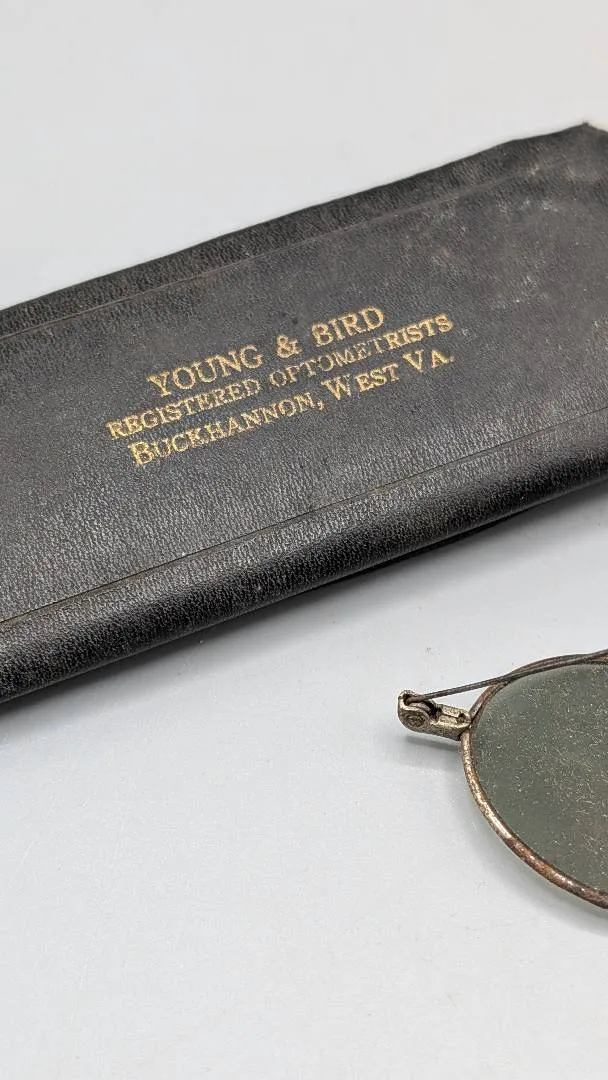 YOUNG & BIRD
REGISTERED OPTOMETRISTS
BUCKHANNON, WEST VA.